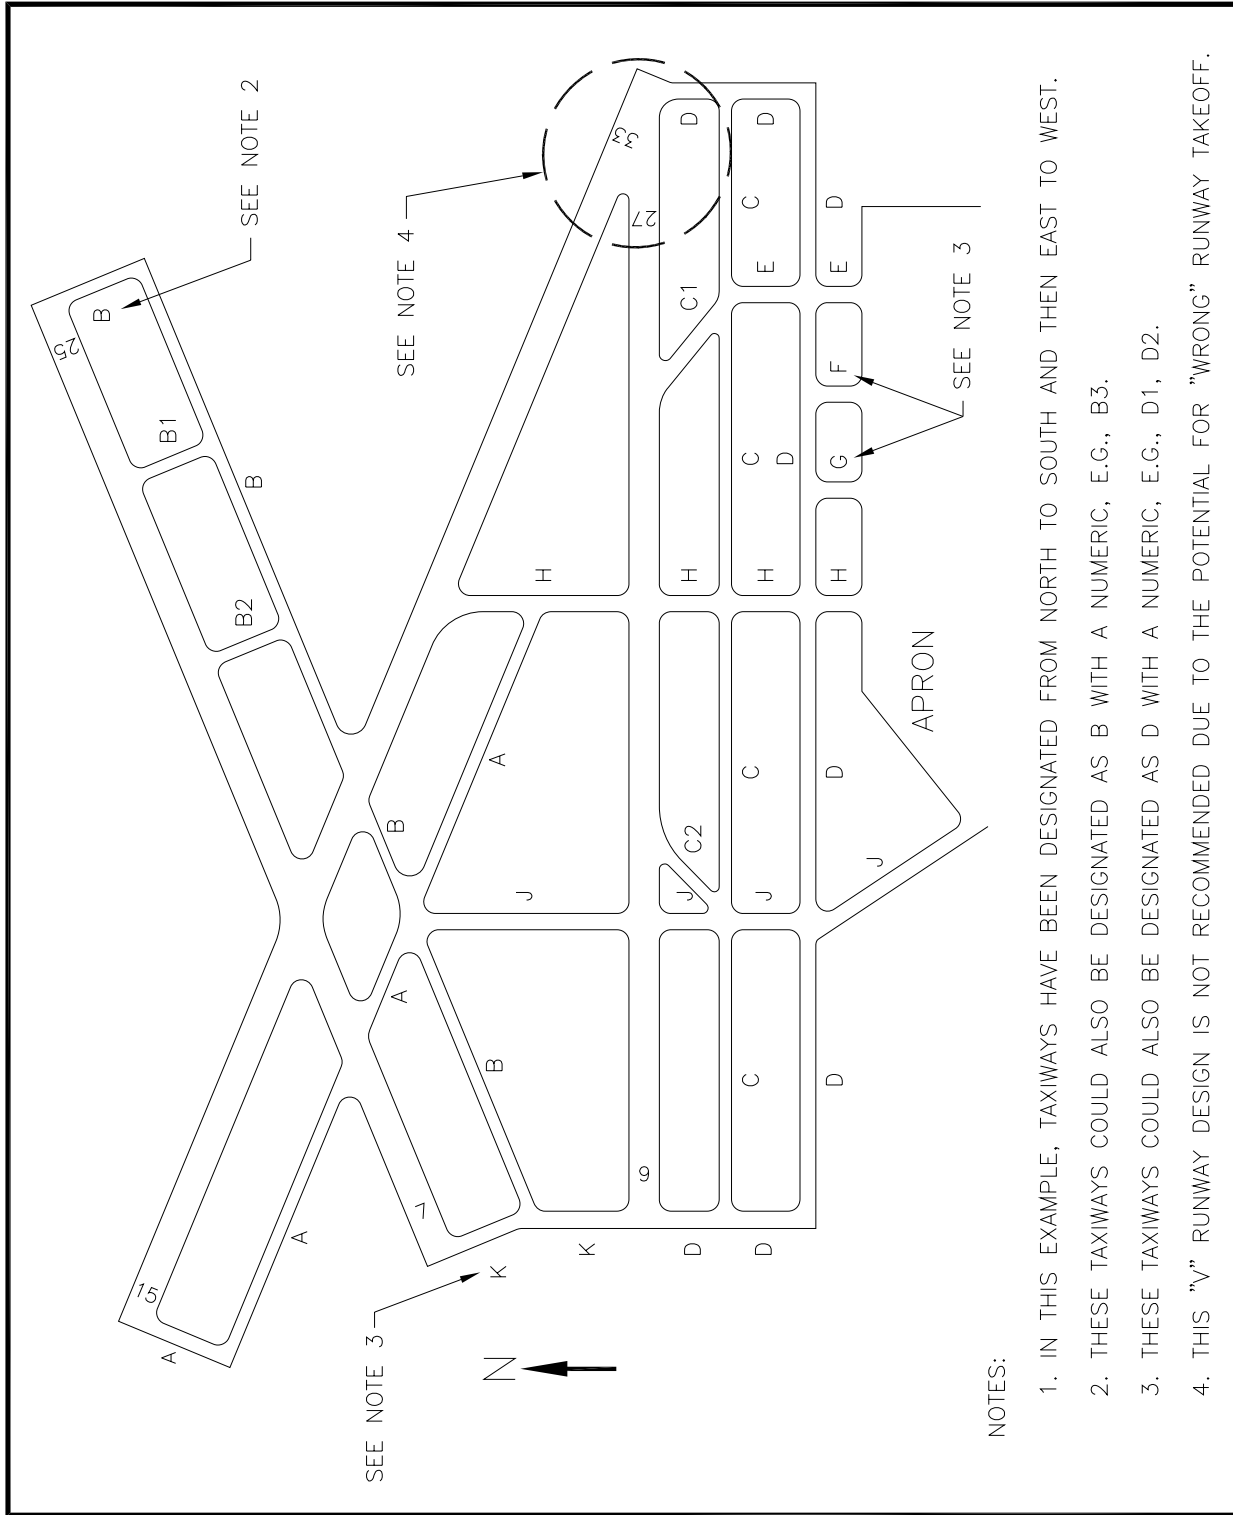 25
B
15
A
B1
SEE NOTE 2
B2
B
A
SEE NOTE 3
A
B
SEE NOTE 4
7
N
K
B
A
J
H
K
33
9
27
D
J
C2
H
C1
D
D
C
J
C
H
C
E
C
D
D
D
D
H
G
F
E
D
J
APRON
SEE NOTE 3
NOTES:
1. IN THIS EXAMPLE, TAXIWAYS HAVE BEEN DESIGNATED FROM NORTH TO SOUTH AND THEN EAST TO WEST.
2. THESE TAXIWAYS COULD ALSO BE DESIGNATED AS B WITH A NUMERIC, E.G., B3.
3. THESE TAXIWAYS COULD ALSO BE DESIGNATED AS D WITH A NUMERIC, E.G., D1, D2.
4. THIS "V" RUNWAY DESIGN IS NOT RECOMMENDED DUE TO THE POTENTIAL FOR "WRONG" RUNWAY TAKEOFF.